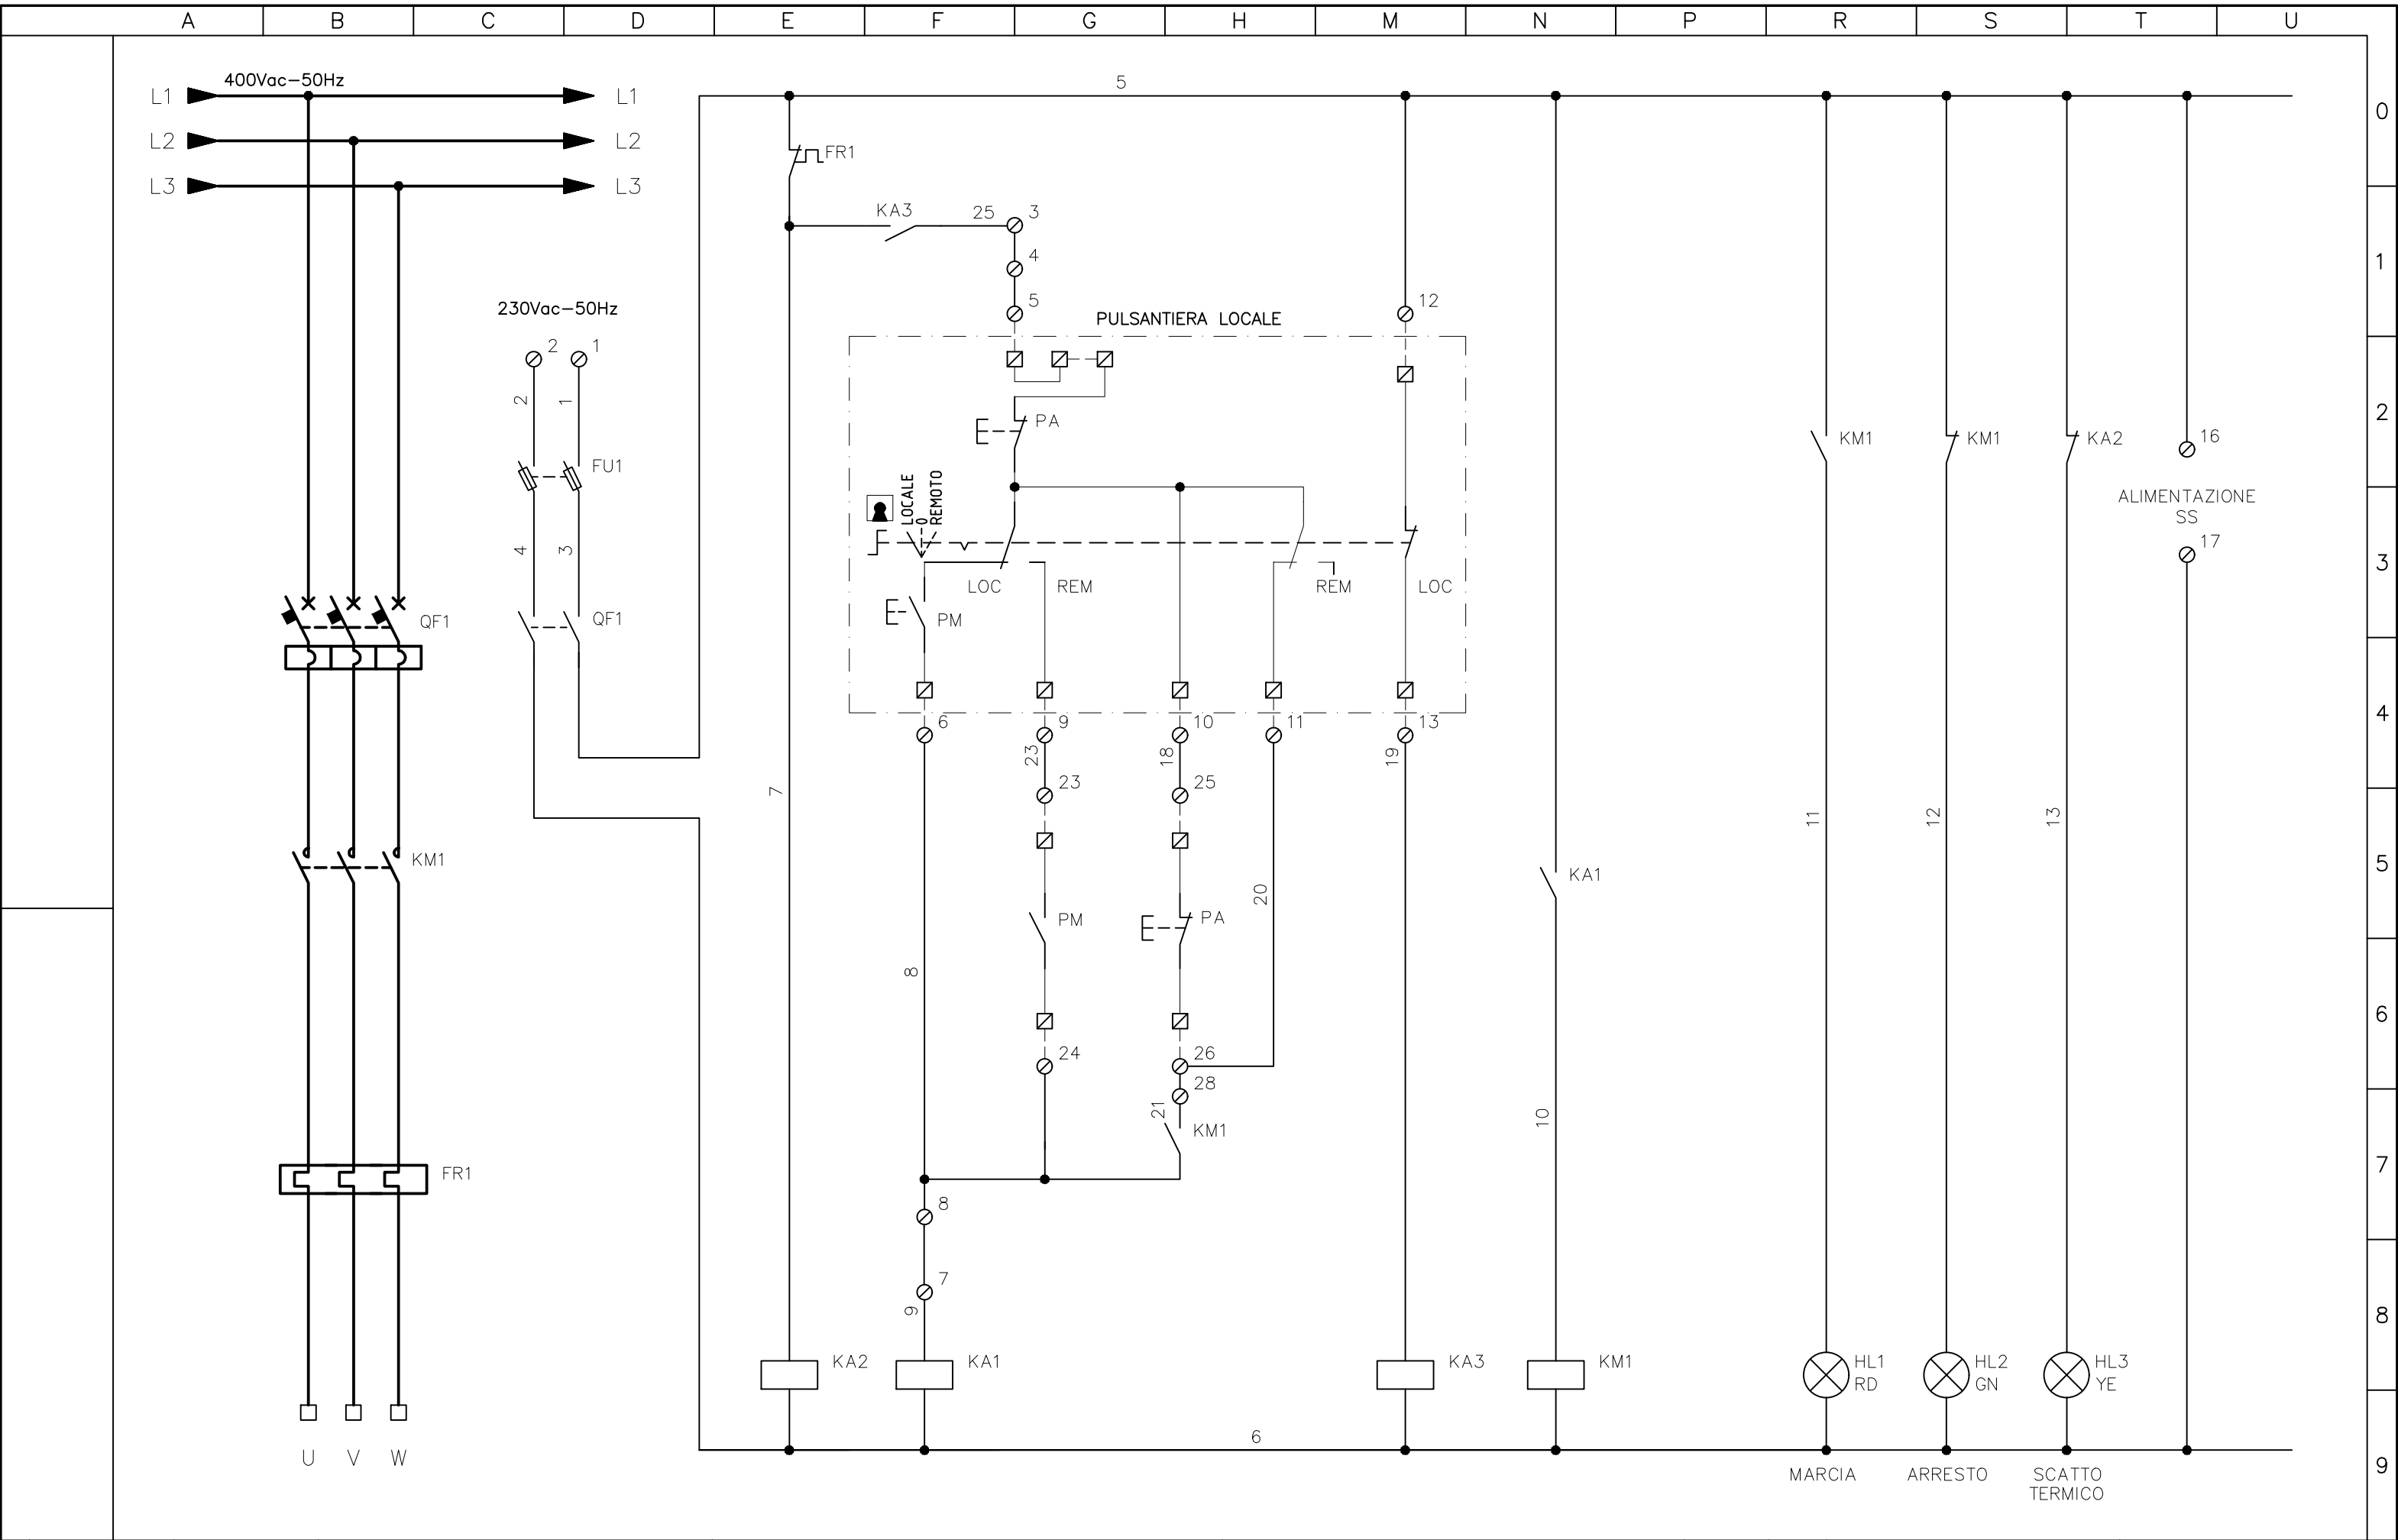 A B C D E F G H M N P R S T U
400Vac-50Hz
5
L1 L1
0
L2 L2
FR1
L3 L3
KA3 25 3
4
1
5 12
230Vac-50Hz
PULSANTIERA LOCALE
2 1
2 1
2
PA
KM1 KM1 KA2 16
FU1
LOCALE
0
REMOTO
ALIMENTAZIONE
SS
17
4 3
3
LOC REM REM LOC
QF1 QF1 PM
6 9 10 11 13
4
23 18 19
23 25
7
11 12 13
KM1
5
KA1
20
PM PA
8
6
24 26
28
21
10
KM1
FR1
7
8
7
9
8
KA2 KA1 KA3 KM1
HL1
RD
HL2
GN
HL3
YE
6
U V W
9
MARCIA ARRESTO SCATTO
TERMICO